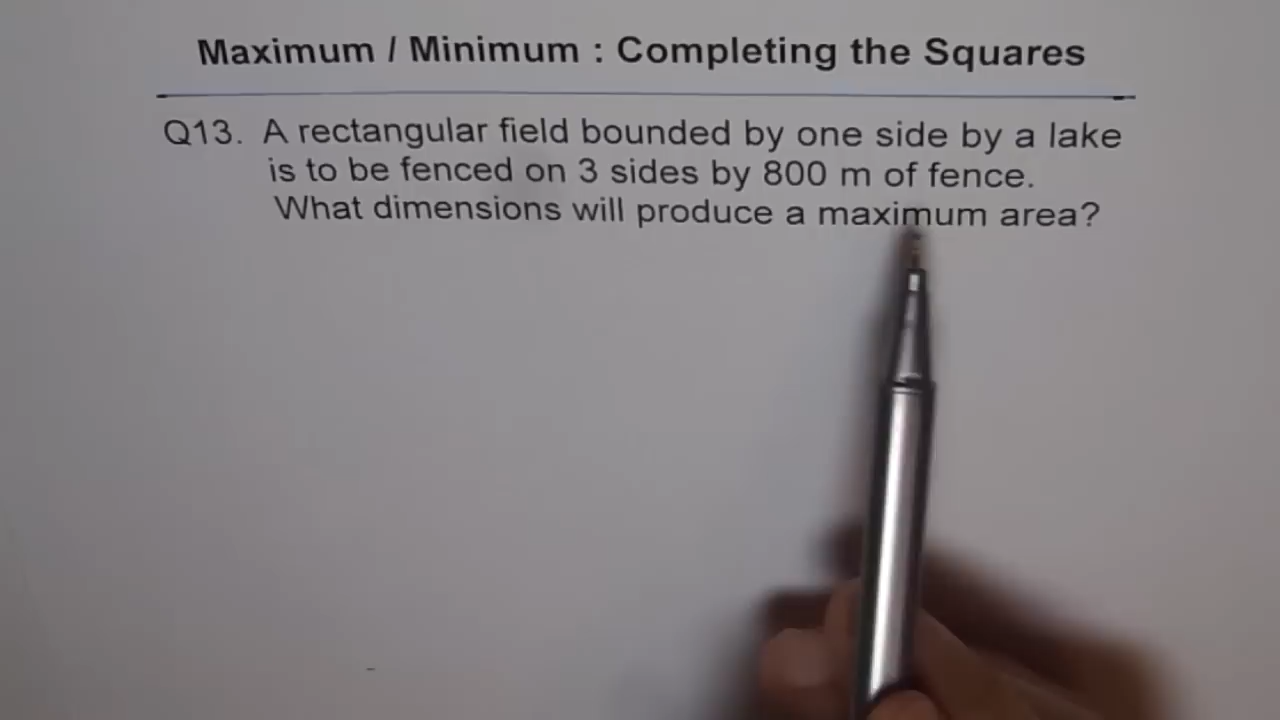 Maximum / Minimum : Completing the Squares
Q13. A rectangular field bounded by one side by a lake
is to be fenced on 3 sides by 800 m of fence.
What dimensions will produce a maximum area?